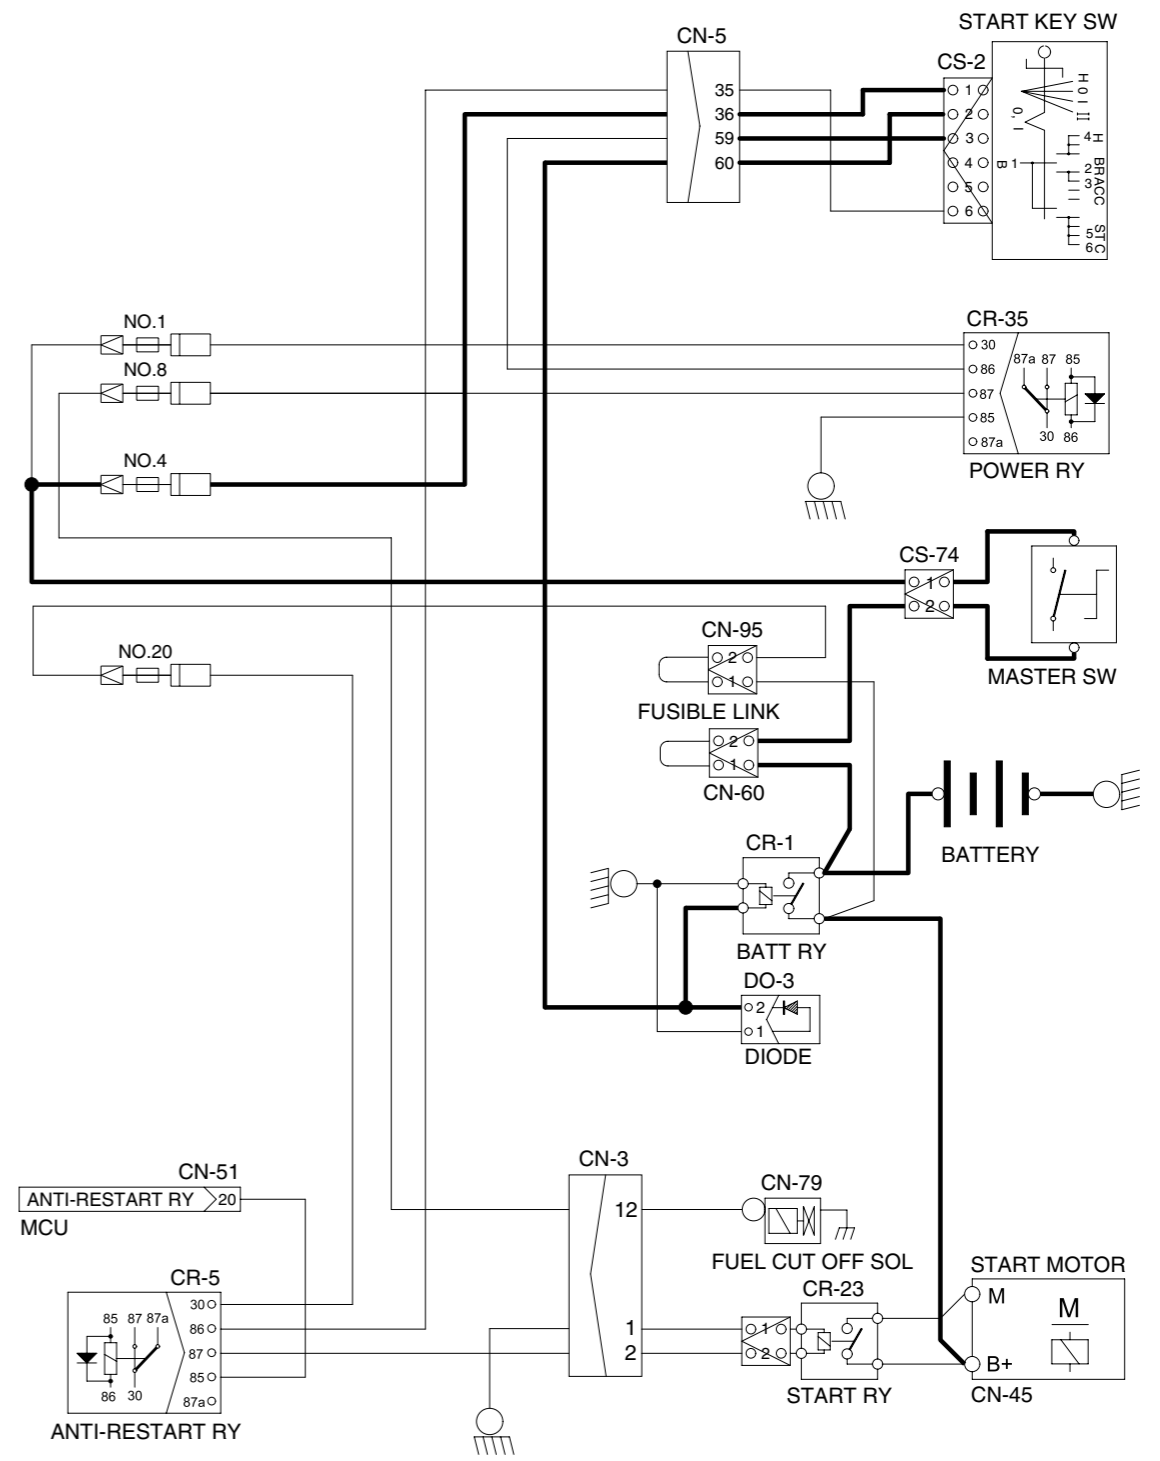 START KEY SW
CN-5
CS-2
35
36
59
60
1
2
3
4
5
6
H
0
I
II
0, I
4
H
B 1
2
BR
3
ACC
ST
5
C
6
NO.1
NO.8
NO.4
CR-35
30
86
87
85
87a
87a 87 85
30 86
POWER RY
CS-74
1
2
MASTER SW
NO.20
CN-95
2
1
FUSIBLE LINK
2
1
CN-60
BATTERY
CR-1
BATT RY
DO-3
2
1
DIODE
CN-51
ANTI-RESTART RY 20
MCU
CN-3
12
1
2
CN-79
FUEL CUT OFF SOL
CR-5
30
86
87
85
87a
85 87 87a
86 30
ANTI-RESTART RY
CR-23
1
2
START RY
START MOTOR
M
M
B+
CN-45